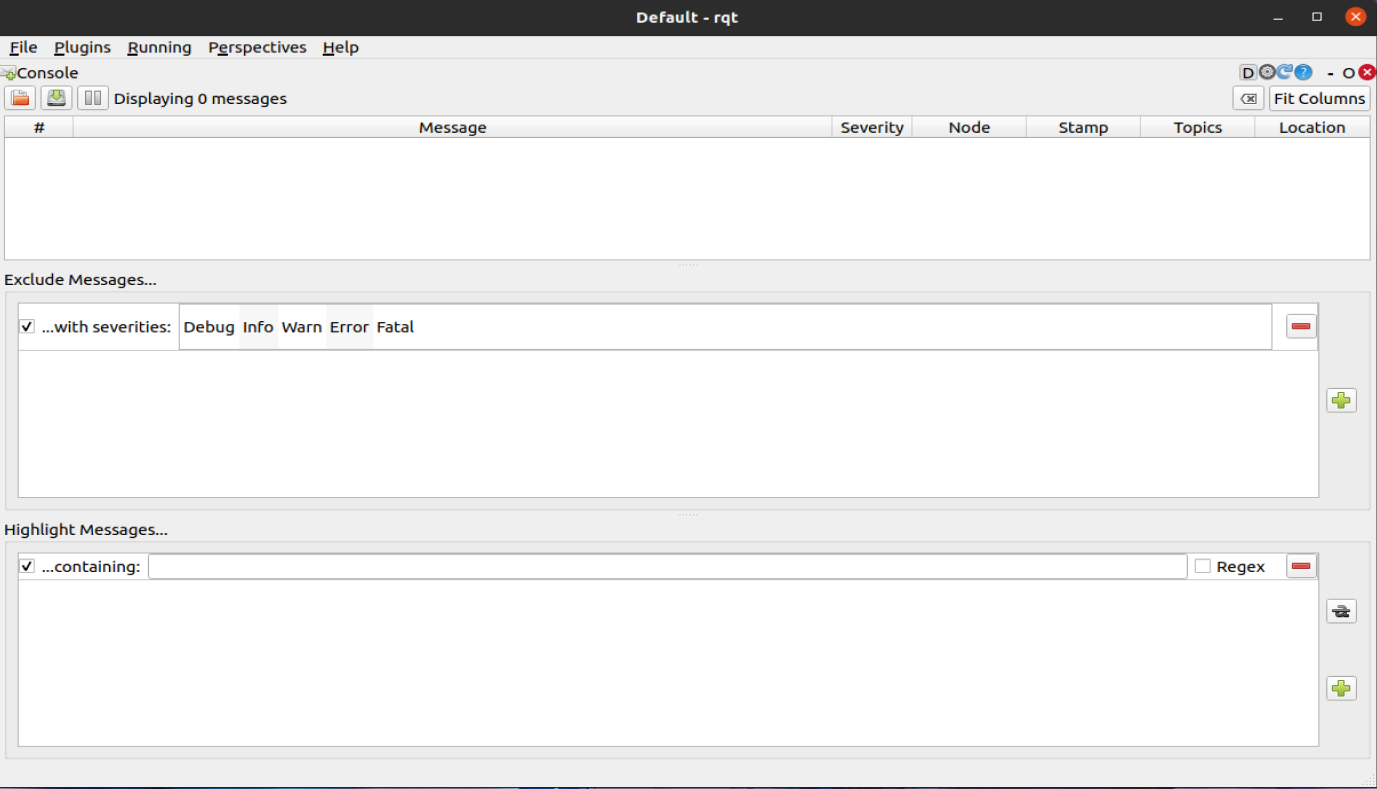 Default - rqt
File Plugins Running Perspectives Help
Console D - O
Displaying 0 messages Fit Columns
# Message Severity Node Stamp Topics Location
Exclude Messages...
...with severities: Debug Info Warn Error Fatal
Highlight Messages...
...containing: Regex